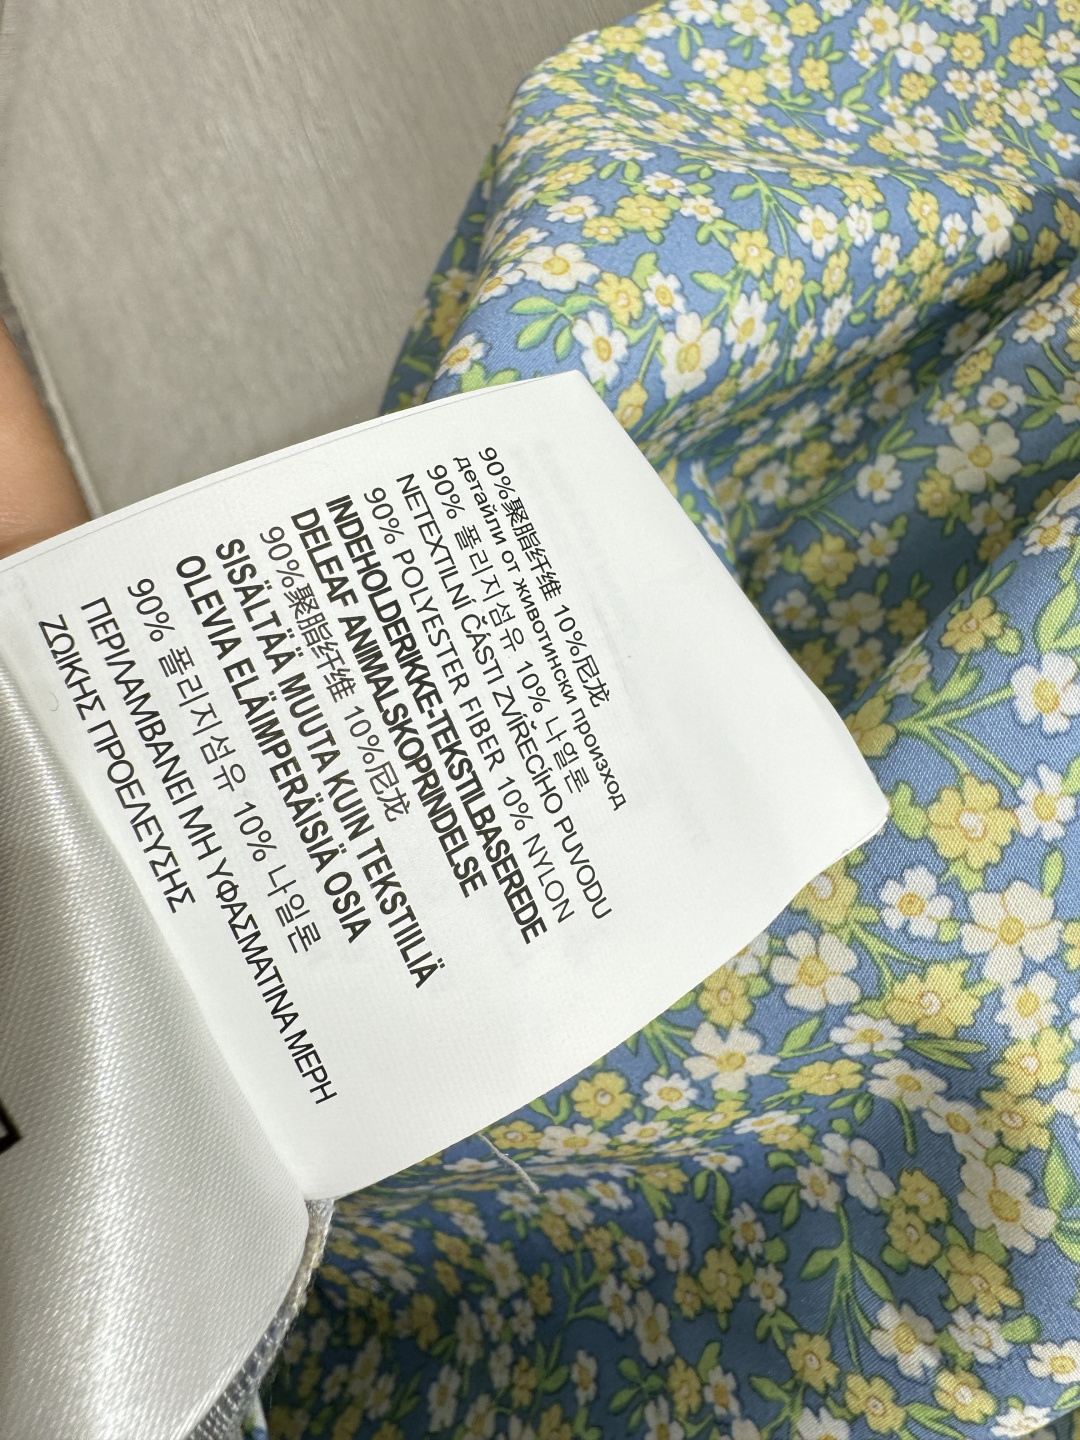 90%聚脂纤维 10%尼龙
детайли от животински произход
90% 폴리지섬유 10% 나일론
NETEXTILNÍ ČÁSTI ZVÍŘECÍHO PUVODU
90% POLYESTER FIBER 10% NYLON
INDEHOLDERIKKE-TEKSTILBASEREDE
DELEAF ANIMALSKOPRINDELSE
90%聚脂纤维 10%尼龙
SISÄLTÄÄ MUUTA KUIN TEKSTIILIÄ
OLEVIA ELÄIMPERÄISIÄ OSIA
90% 폴리지섬유 10% 나일론
ΠΕΡΙΛΑΜΒΑΝΕΙ ΜΗ ΥΦΑΣΜΑΤΙΝΑ ΜΕΡΗ
ΖΩΙΚΗΣ ΠΡΟΕΛΕΥΣΗΣ